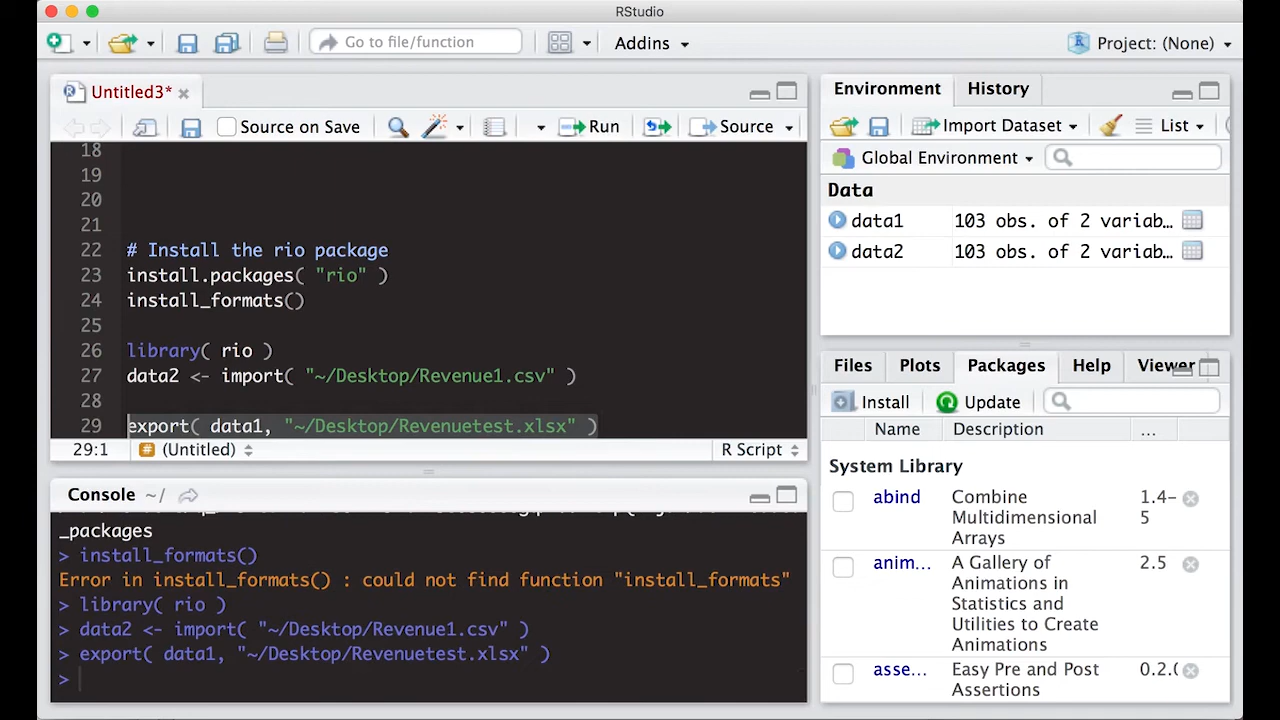 RStudio
Go to file/function
Addins
Project: (None)
Untitled3*
Source on Save
Run
Source
18
19
20
21
22 # Install the rio package
23 install.packages( "rio" )
24 install_formats()
25
26 library( rio )
27 data2 <- import( "~/Desktop/Revenue1.csv" )
28
29 export( data1, "~/Desktop/Revenuetest.xlsx" )
29:1 (Untitled) R Script
Console ~/
_packages
> install_formats()
Error in install_formats() : could not find function "install_formats"
> library( rio )
> data2 <- import( "~/Desktop/Revenue1.csv" )
> export( data1, "~/Desktop/Revenuetest.xlsx" )
>
Environment History
Import Dataset List
Global Environment
Data
data1 103 obs. of 2 variab…
data2 103 obs. of 2 variab…
Files Plots Packages Help Viewer
Install Update
Name Description ...
System Library
abind Combine 1.4-
Multidimensional 5
Arrays
anim… A Gallery of 2.5
Animations in
Statistics and
Utilities to Create
Animations
asse… Easy Pre and Post 0.2.
Assertions